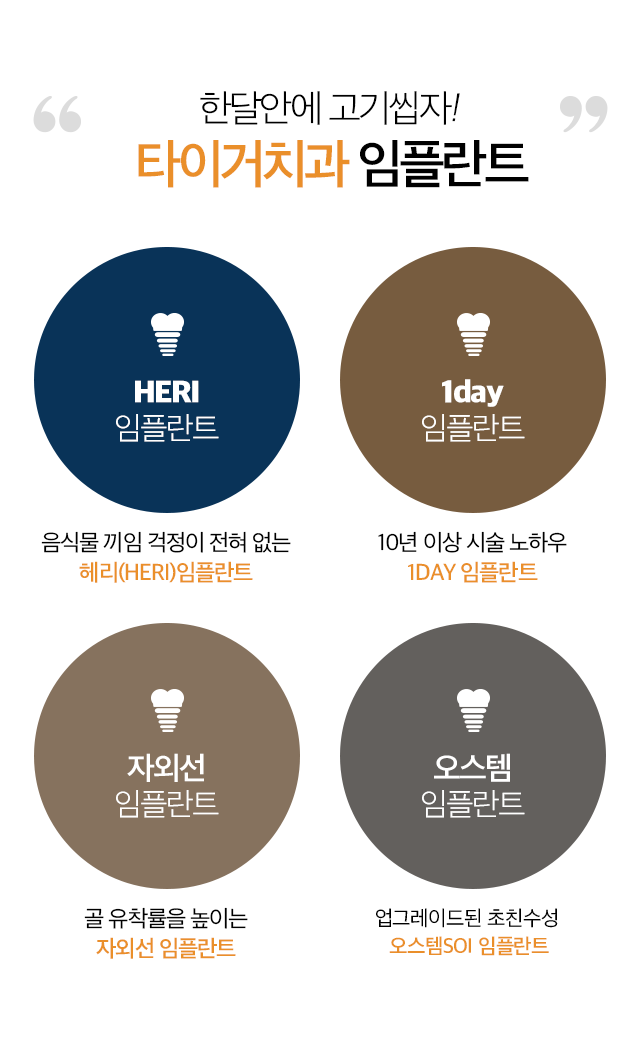 “ 한달안에 고기씹자! ”
타이거치과 임플란트
HERI
임플란트
음식물 끼임 걱정이 전혀 없는
헤리(HERI)임플란트
1day
임플란트
10년 이상 시술 노하우
1DAY 임플란트
자외선
임플란트
골 유착률을 높이는
자외선 임플란트
오스템
임플란트
업그레이드된 초친수성
오스템SOI 임플란트